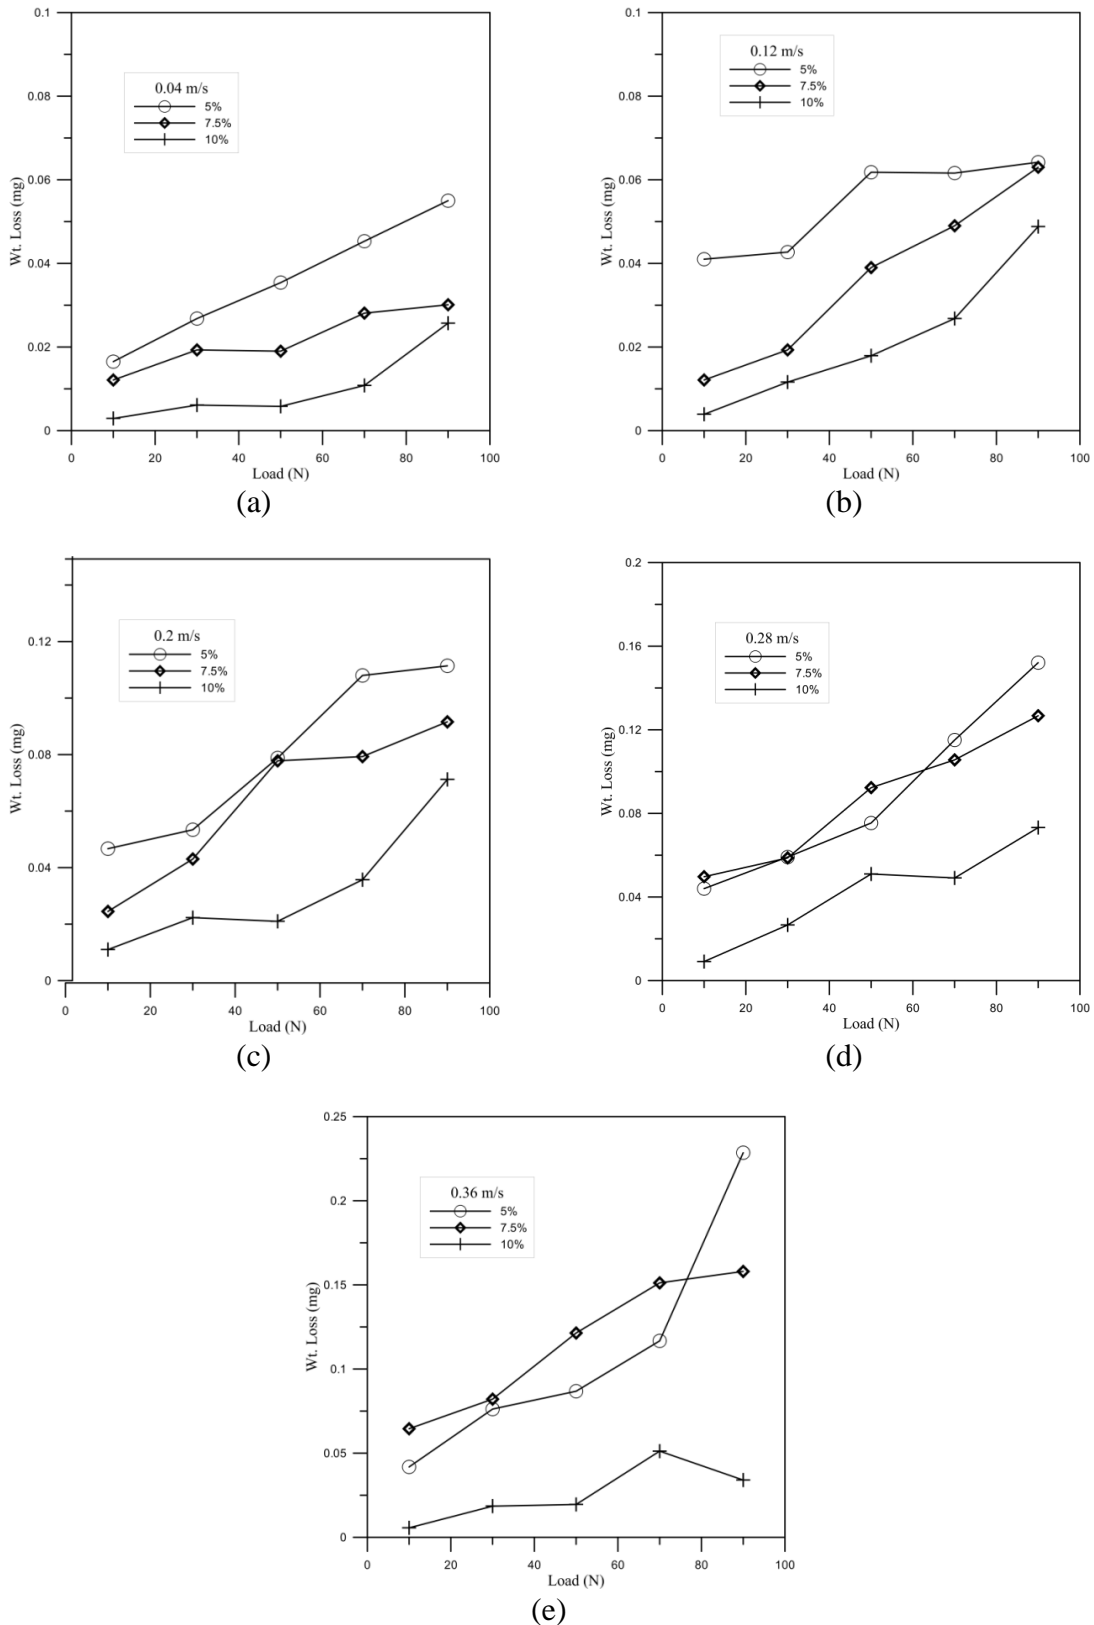 0.1
0.08
0.06
0.04
0.02
0
Wt. Loss (mg)
0.04 m/s
5%
7.5%
10%
0 20 40 60 80 100
Load (N)
(a)
0.1
0.08
0.06
0.04
0.02
0
Wt. Loss (mg)
0.12 m/s
5%
7.5%
10%
0 20 40 60 80 100
Load (N)
(b)
0.12
0.08
0.04
0
Wt. Loss (mg)
0.2 m/s
5%
7.5%
10%
0 20 40 60 80 100
Load (N)
(c)
0.2
0.16
0.12
0.08
0.04
0
Wt. Loss (mg)
0.28 m/s
5%
7.5%
10%
0 20 40 60 80 100
Load (N)
(d)
0.25
0.2
0.15
0.1
0.05
0
Wt. Loss (mg)
0.36 m/s
5%
7.5%
10%
0 20 40 60 80 100
Load (N)
(e)